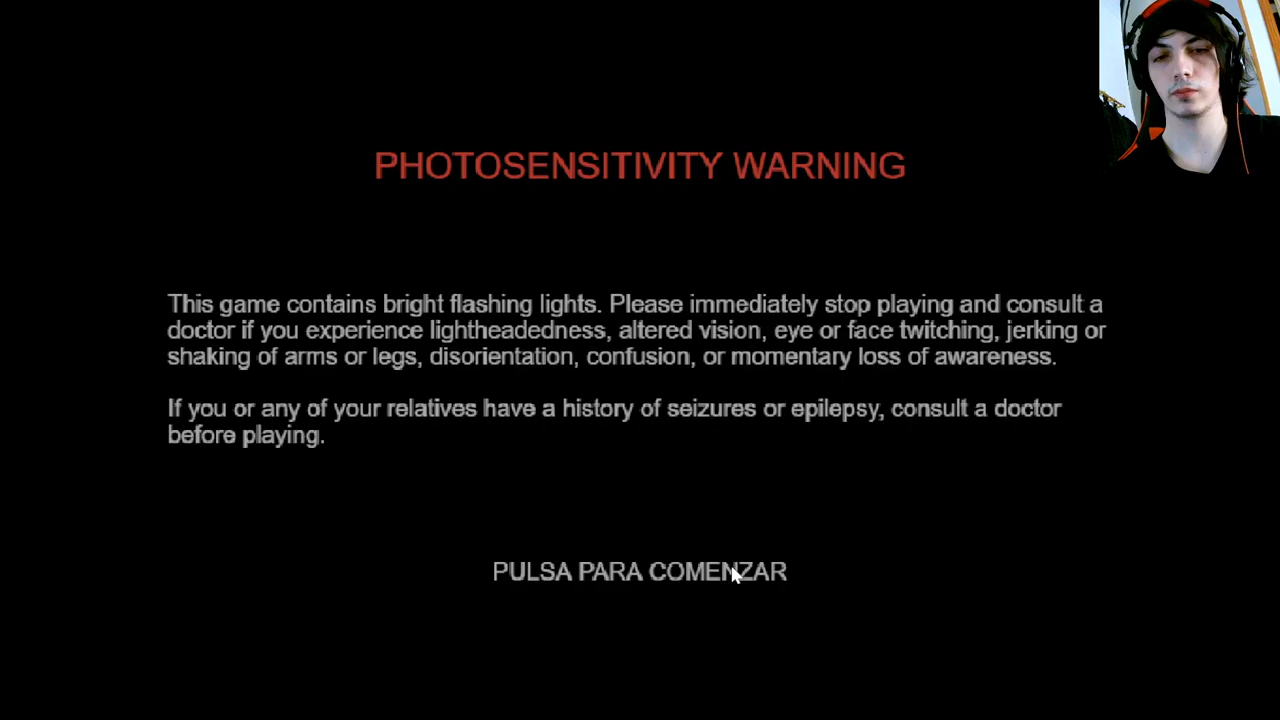 PHOTOSENSITIVITY WARNING
This game contains bright flashing lights. Please immediately stop playing and consult a
doctor if you experience lightheadedness, altered vision, eye or face twitching, jerking or
shaking of arms or legs, disorientation, confusion, or momentary loss of awareness.
If you or any of your relatives have a history of seizures or epilepsy, consult a doctor
before playing.
PULSA PARA COMENZAR